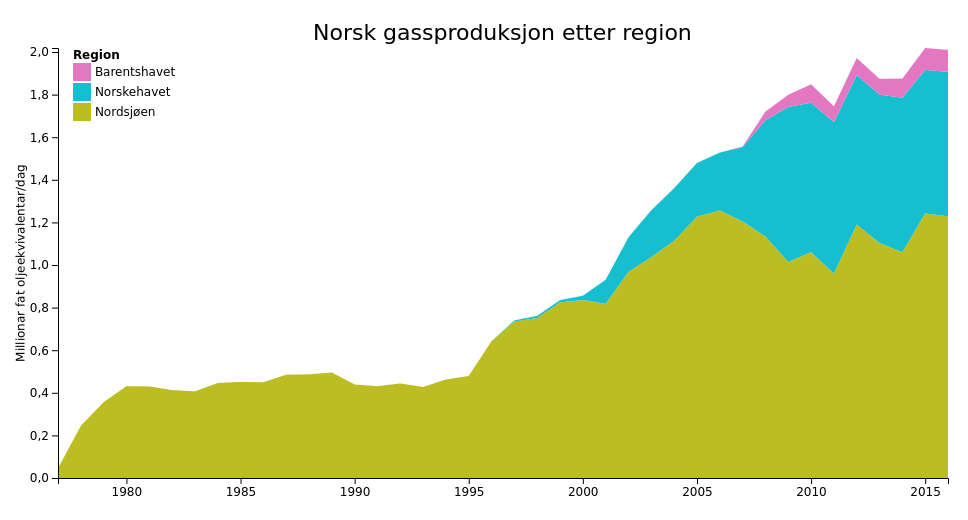 Norsk gassproduksjon etter region
Region
Barentshavet
Norskehavet
Nordsjøen
Millionar fat oljeekvivalentar/dag
2,0
1,8
1,6
1,4
1,2
1,0
0,8
0,6
0,4
0,2
0,0
1980 1985 1990 1995 2000 2005 2010 2015